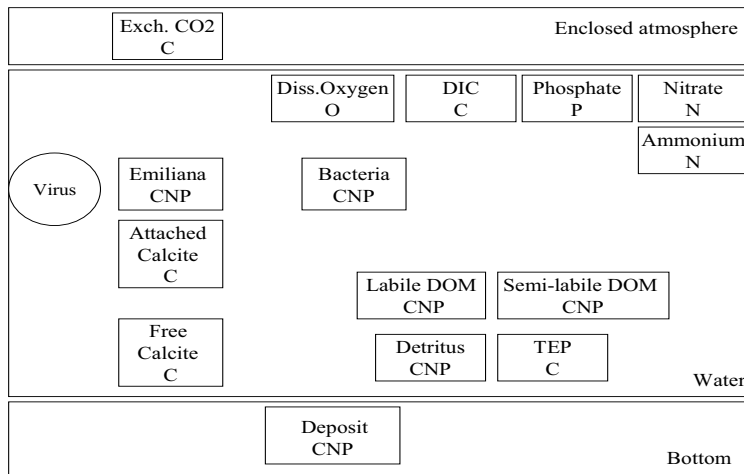 Exch. CO2
C
Enclosed atmosphere
Diss.Oxygen
O
DIC
C
Phosphate
P
Nitrate
N
Ammonium
N
Virus
Emiliana
CNP
Bacteria
CNP
Attached
Calcite
C
Labile DOM
CNP
Semi-labile DOM
CNP
Free
Calcite
C
Detritus
CNP
TEP
C
Water
Deposit
CNP
Bottom